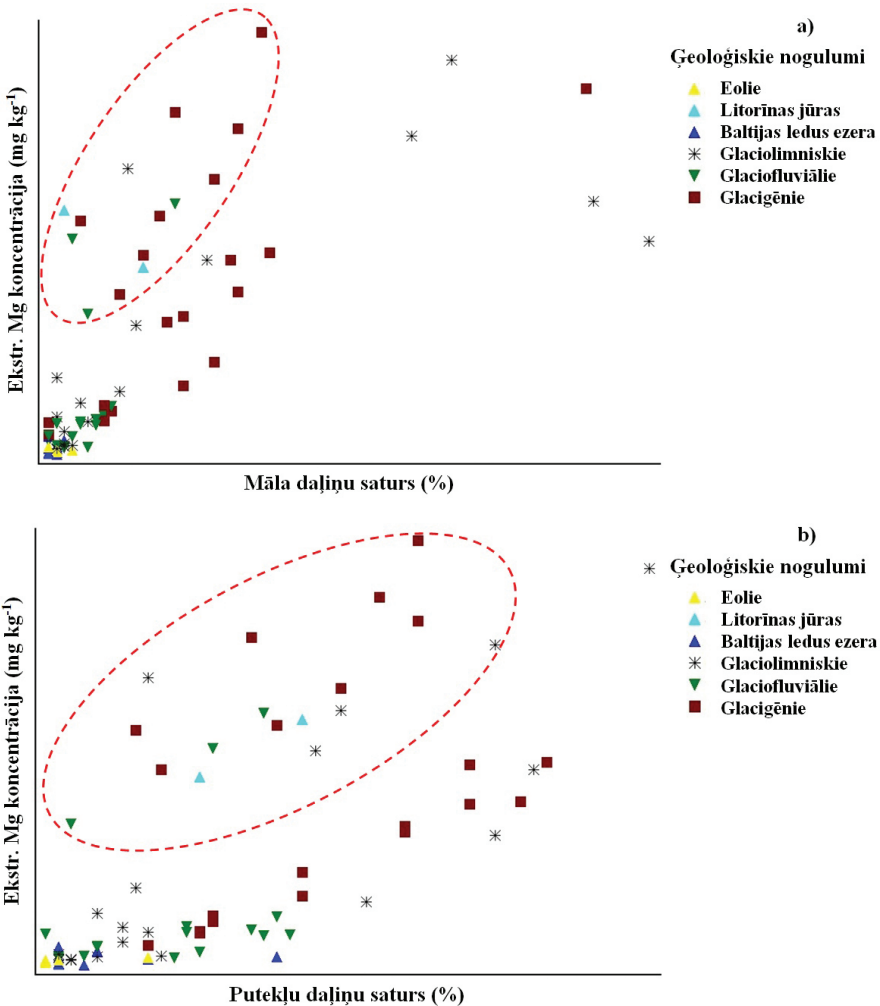 a)
Ģeoloģiskie nogulumi
Eolie
Litorīnas jūras
Baltijas ledus ezera
Glaciolimniskie
Glaciofluviālie
Glacigēnie
Ekstr. Mg koncentrācija (mg kg-1)
Māla daļiņu saturs (%)
b)
Ģeoloģiskie nogulumi
Eolie
Litorīnas jūras
Baltijas ledus ezera
Glaciolimniskie
Glaciofluviālie
Glacigēnie
Ekstr. Mg koncentrācija (mg kg-1)
Putekļu daļiņu saturs (%)